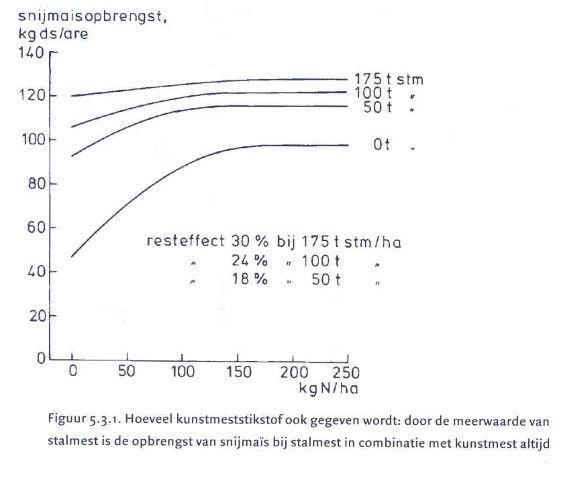 snijmaisopbrengst,
kg ds/are
140
120
100
80
60
40
20
0
175 t stm
100 t "
50 t "
0t "
resteffect 30 % bij 175 t stm/ha
" 24 % " 100 t "
" 18 % " 50 t "
0 50 100 150 200 250
kg N/ha
Figuur 5.3.1. Hoeveel kunstmeststikstof ook gegeven wordt: door de meerwaarde van
stalmest is de opbrengst van snijmaïs bij stalmest in combinatie met kunstmest altijd